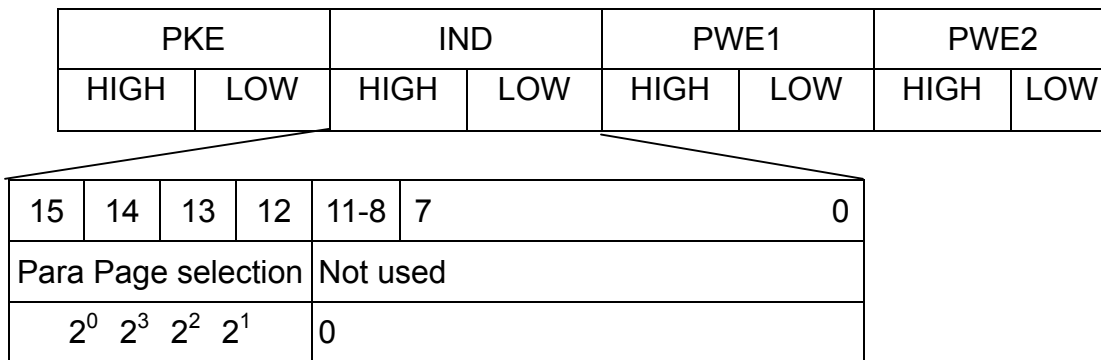 PKE IND PWE1 PWE2
HIGH LOW HIGH LOW HIGH LOW HIGH LOW
15 14 13 12 11-8 7 0
Para Page selection Not used
2⁰ 2³ 2² 2¹ 0